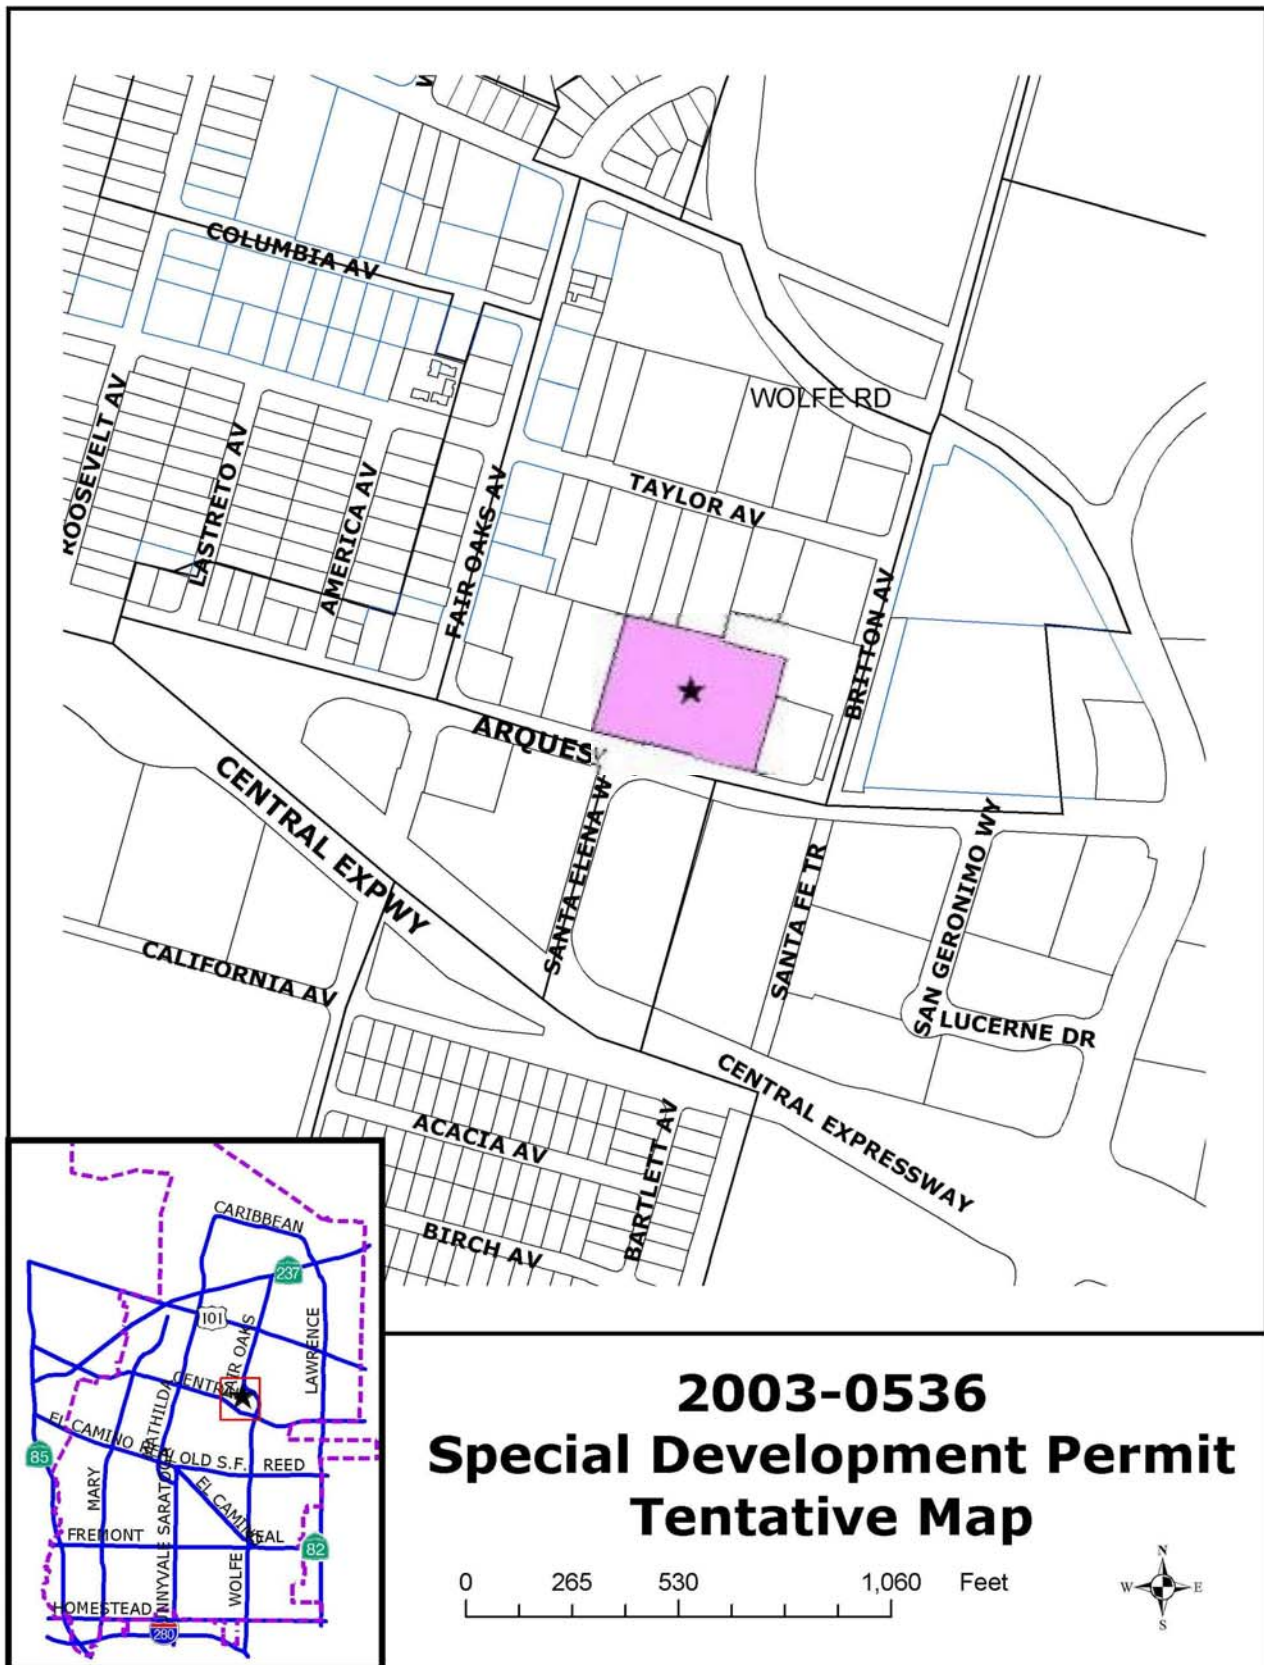 COLUMBIA AV
WOLFE RD
ROOSEVELT AV
LASTRETO AV
AMERICA AV
FAIR OAKS AV
TAYLOR AV
BRITTON AV
ARQUES
CENTRAL EXPWY
SANTA ELENA W
SANTA FE TR
SAN GERONIMO WY
CALIFORNIA AV
LUCERNE DR
CENTRAL EXPRESSWAY
ACACIA AV
BARTLETT AV
BIRCH AV
CARIBBEAN
237
101
FAIR OAKS
LAWRENCE
CENTRAL
MATHILDA
EL CAMINO REAL
OLD S.F.
REED
85
MARY
SUNNYVALE SARATOGA
EL CAMINO REAL
FREMONT
82
WOLFE
HOMESTEAD
280
2003-0536
Special Development Permit
Tentative Map
0 265 530 1,060 Feet
N
W E
S